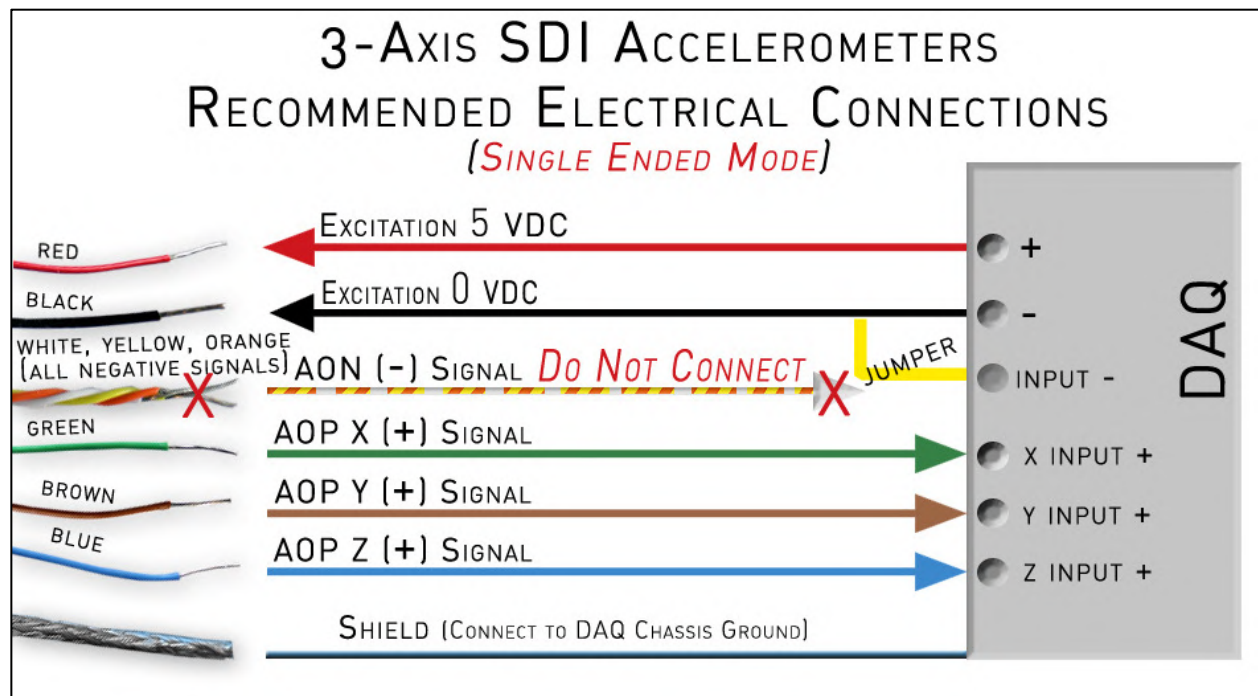 3-AXIS SDI ACCELEROMETERS
RECOMMENDED ELECTRICAL CONNECTIONS
(SINGLE ENDED MODE)
RED
EXCITATION 5 VDC
+
BLACK
EXCITATION 0 VDC
-
WHITE, YELLOW, ORANGE
(ALL NEGATIVE SIGNALS)
X
AON (-) SIGNAL DO NOT CONNECT
X
JUMPER
INPUT -
GREEN
AOP X (+) SIGNAL
X INPUT +
BROWN
AOP Y (+) SIGNAL
Y INPUT +
BLUE
AOP Z (+) SIGNAL
Z INPUT +
SHIELD (CONNECT TO DAQ CHASSIS GROUND)
DAQ